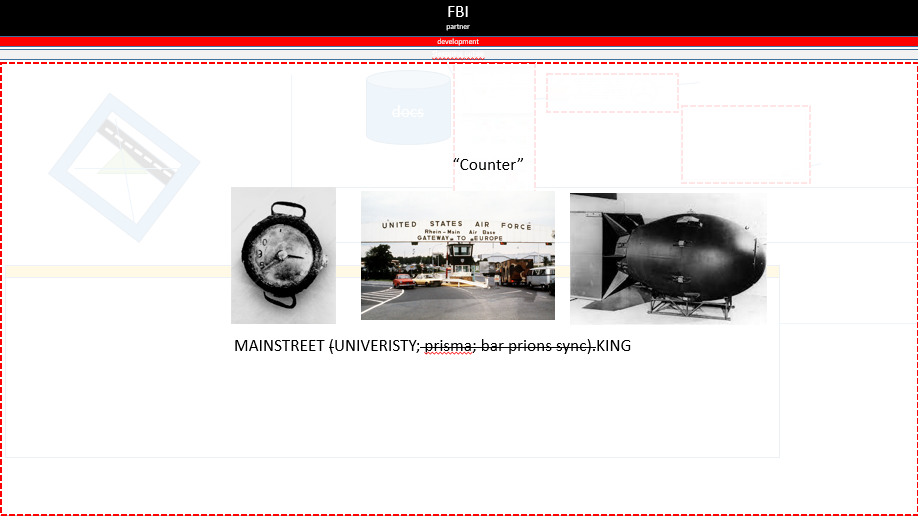 FBI
partner
development
docs
“Counter”
UNITED STATES AIR FORCE
Rhein-Main Air Base
GATEWAY TO EUROPE
MAINSTREET (UNIVERISTY; prisma; bar prions sync).KING